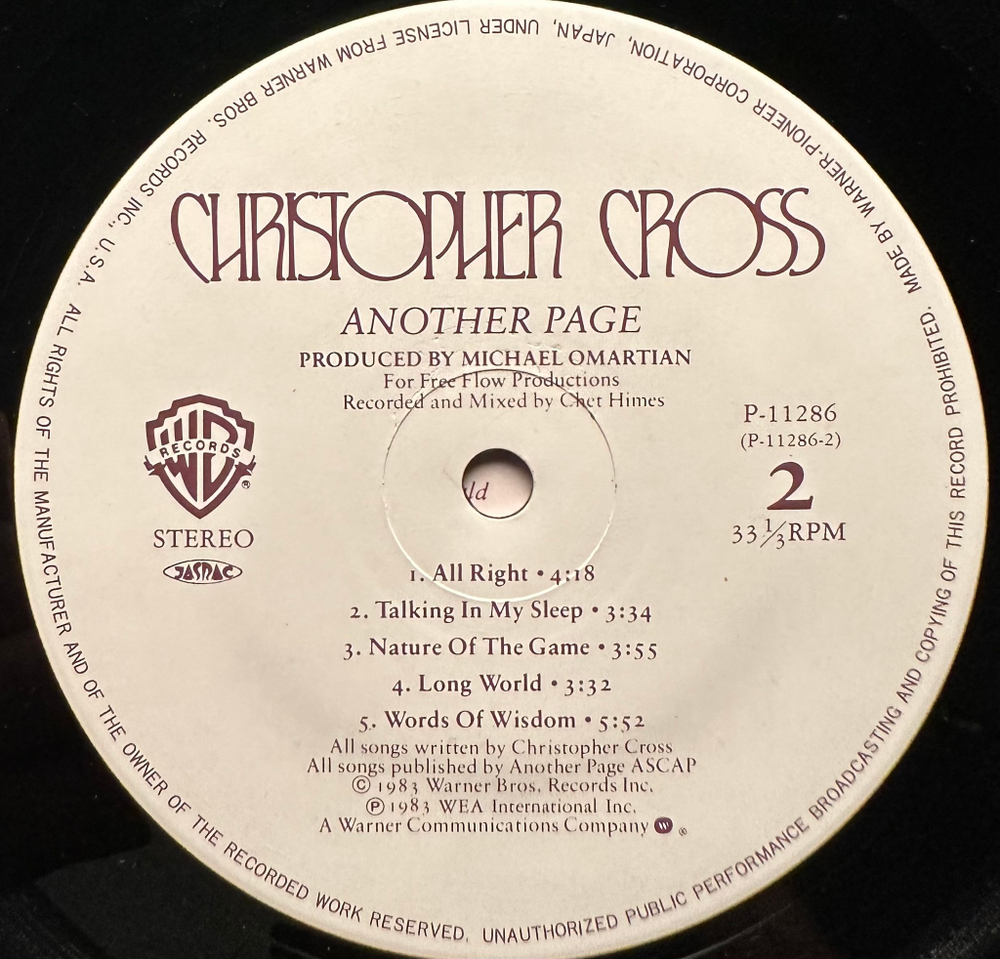 CHRISTOPHER CROSS
ANOTHER PAGE
PRODUCED BY MICHAEL OMARTIAN
For Free Flow Productions
Recorded and Mixed by Chet Himes
WB
RECORDS
®
STEREO
JASRAC
P-11286
(P-11286-2)
2
33 1/3 RPM
ld
1. All Right • 4:18
2. Talking In My Sleep • 3:34
3. Nature Of The Game • 3:55
4. Long World • 3:32
5. Words Of Wisdom • 5:52
All songs written by Christopher Cross
All songs published by Another Page ASCAP
© 1983 Warner Bros. Records Inc.
℗ 1983 WEA International Inc.
A Warner Communications Company W ®
MADE BY WARNER-PIONEER CORPORATION, JAPAN, UNDER LICENSE FROM WARNER BROS. RECORDS INC., U.S.A. ALL RIGHTS OF THE MANUFACTURER AND OF THE OWNER OF THE RECORDED WORK RESERVED. UNAUTHORIZED PUBLIC PERFORMANCE BROADCASTING AND COPYING OF THIS RECORD PROHIBITED.